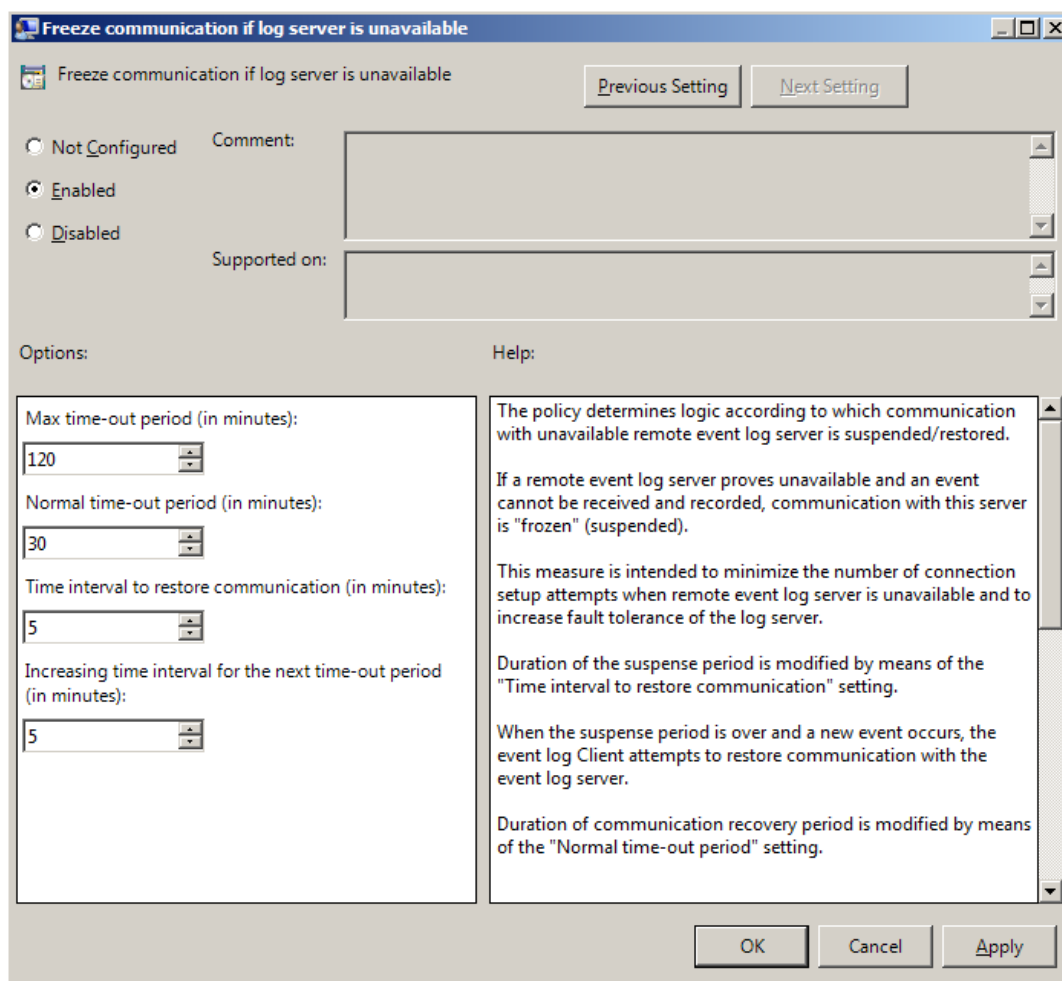 Freeze communication if log server is unavailable
Freeze communication if log server is unavailable
Previous Setting
Next Setting
Not Configured
Comment:
Enabled
Disabled
Supported on:
Options:
Help:
Max time-out period (in minutes):
120
Normal time-out period (in minutes):
30
Time interval to restore communication (in minutes):
5
Increasing time interval for the next time-out period
(in minutes):
5
The policy determines logic according to which communication
with unavailable remote event log server is suspended/restored.
If a remote event log server proves unavailable and an event
cannot be received and recorded, communication with this server
is "frozen" (suspended).
This measure is intended to minimize the number of connection
setup attempts when remote event log server is unavailable and to
increase fault tolerance of the log server.
Duration of the suspense period is modified by means of the
"Time interval to restore communication" setting.
When the suspense period is over and a new event occurs, the
event log Client attempts to restore communication with the
event log server.
Duration of communication recovery period is modified by means
of the "Normal time-out period" setting.
OK
Cancel
Apply